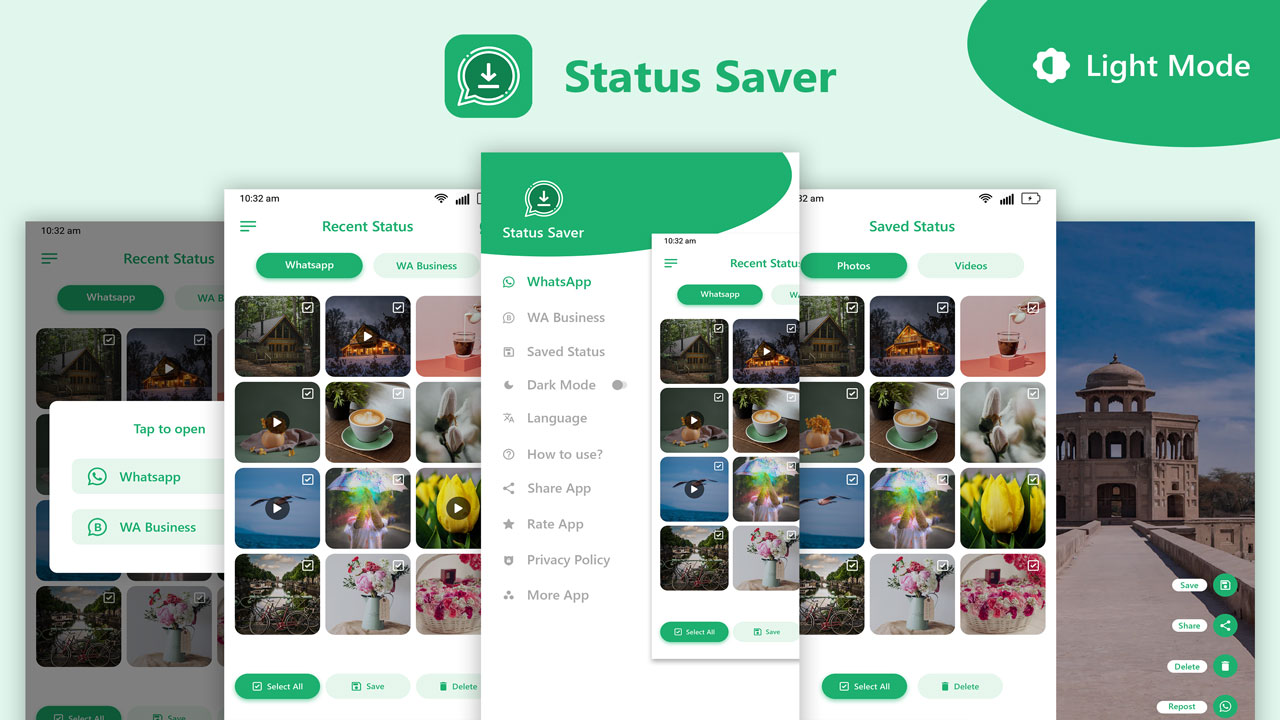 Status Saver
Light Mode
10:32 am
Recent Status
Whatsapp
WA B
Tap to open
Whatsapp
WA Business
Select All
Save
10:32 am
Recent Status
Whatsapp
WA Business
Select All
Save
Delete
Status Saver
WhatsApp
WA Business
Saved Status
Dark Mode
Language
How to use?
Share App
Rate App
Privacy Policy
More App
10:32 am
Recent Status
Whatsapp
W
Select All
Save
32 am
Saved Status
Photos
Videos
Select All
Delete
Save
Share
Delete
Repost